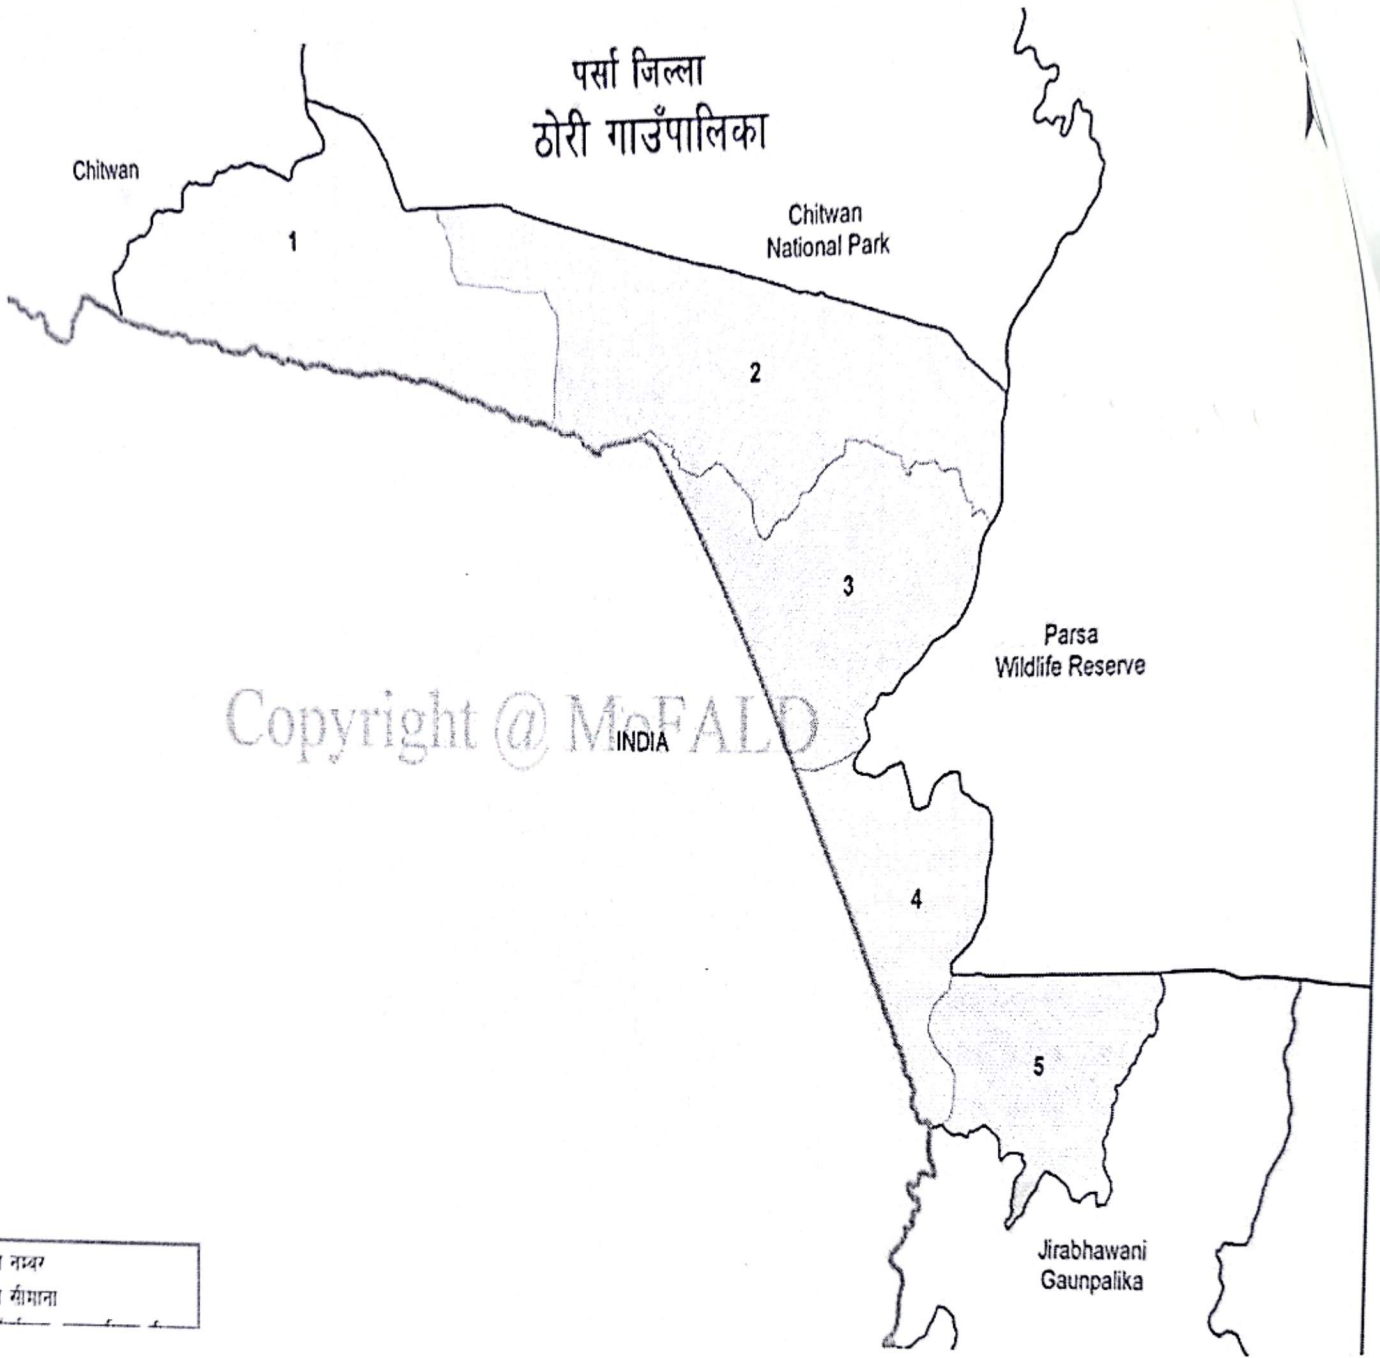 पर्सा जिल्ला
ठोरी गाउँपालिका
Chitwan
Chitwan
National Park
1
2
3
Parsa
Wildlife Reserve
Copyright @ MoFALD
INDIA
4
5
Jirabhawani
Gaunpalika
नम्बर
सीमाना